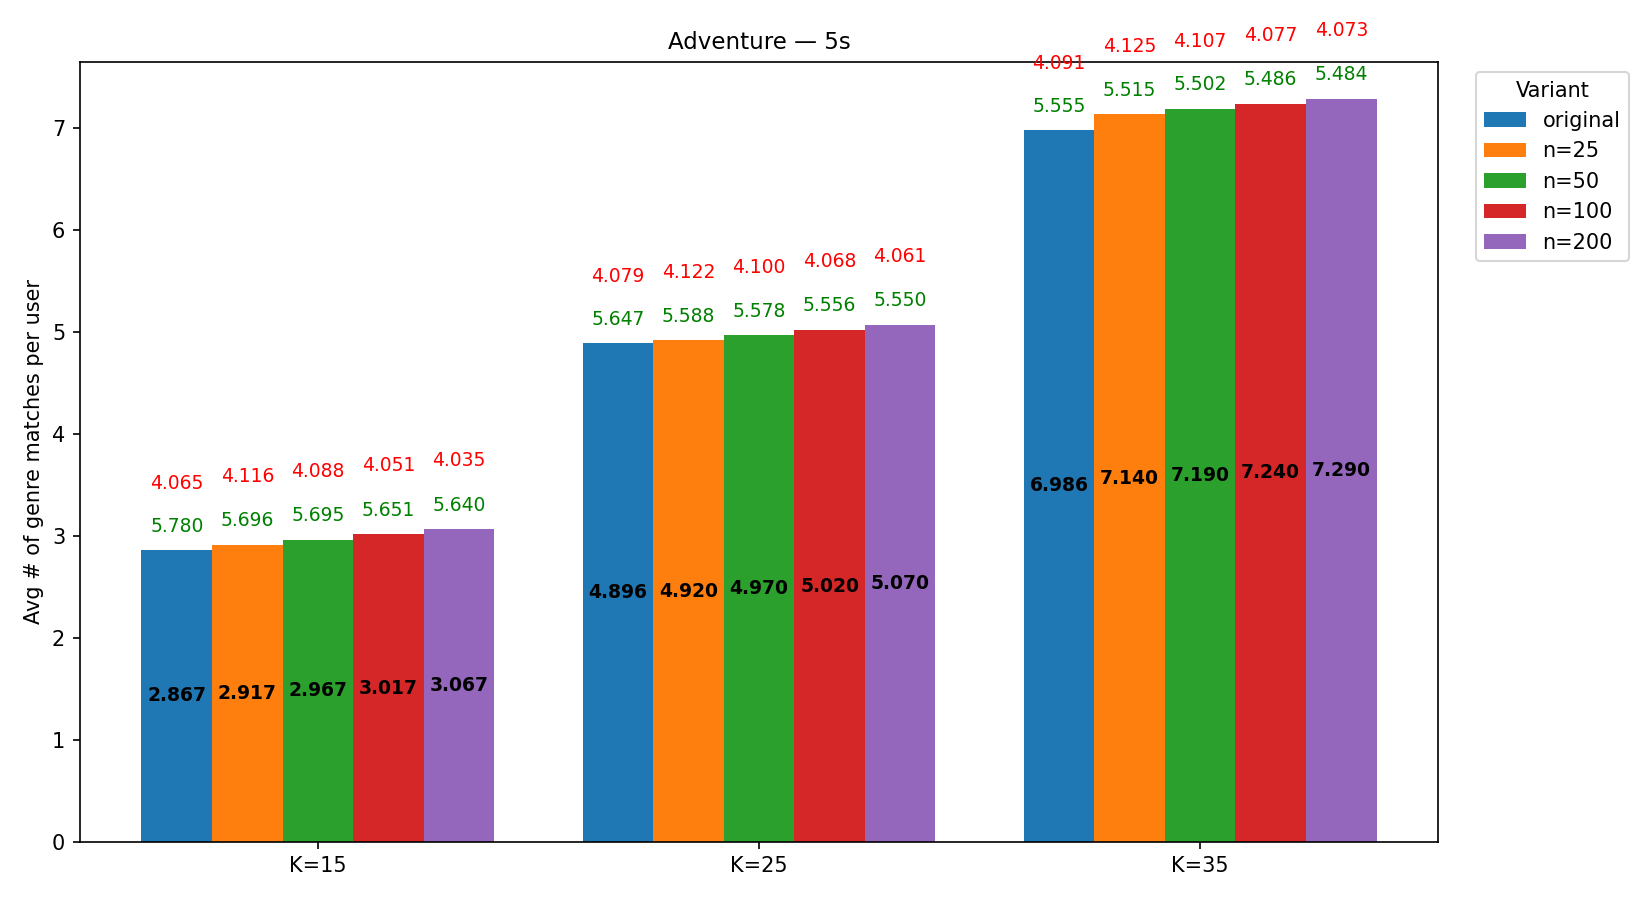 Adventure — 5s
4.091 4.125 4.107 4.077 4.073
5.555 5.515 5.502 5.486 5.484
4.079 4.122 4.100 4.068 4.061
5.647 5.588 5.578 5.556 5.550
4.065 4.116 4.088 4.051 4.035
5.780 5.696 5.695 5.651 5.640
6.986 7.140 7.190 7.240 7.290
4.896 4.920 4.970 5.020 5.070
2.867 2.917 2.967 3.017 3.067
Avg # of genre matches per user
7
6
5
4
3
2
1
0
K=15 K=25 K=35
Variant
original
n=25
n=50
n=100
n=200